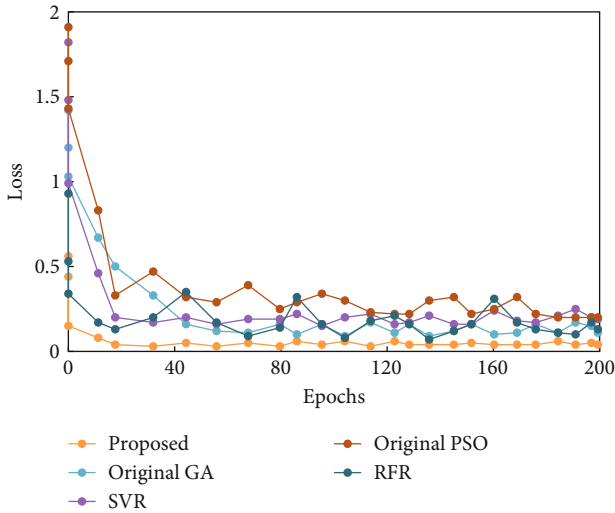 2
1.5
1
0.5
0
Loss
0 40 80 120 160 200
Epochs
Proposed
Original GA
SVR
Original PSO
RFR